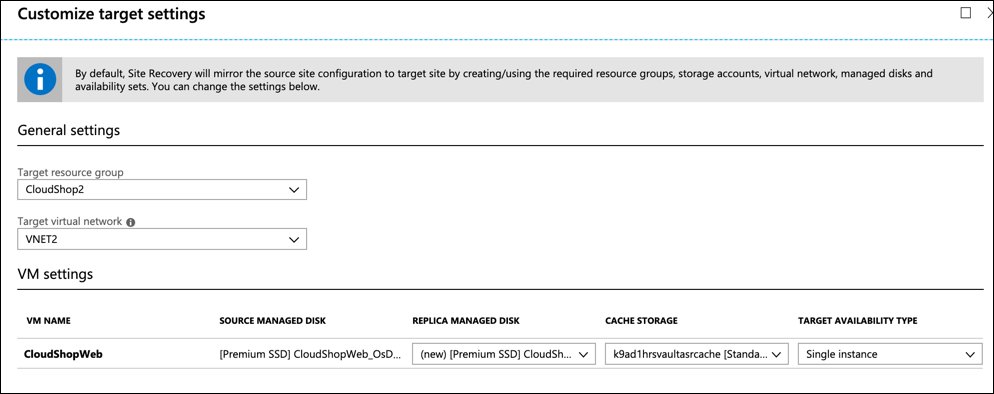 Customize target settings
By default, Site Recovery will mirror the source site configuration to target site by creating/using the required resource groups, storage accounts, virtual network, managed disks and
availability sets. You can change the settings below.
General settings
Target resource group
CloudShop2
Target virtual network
VNET2
VM settings
VM NAME SOURCE MANAGED DISK REPLICA MANAGED DISK CACHE STORAGE TARGET AVAILABILITY TYPE
CloudShopWeb [Premium SSD] CloudShopWeb_OsD... (new) [Premium SSD] CloudSh... k9ad1hrsvaultasrcache [Standa... Single instance